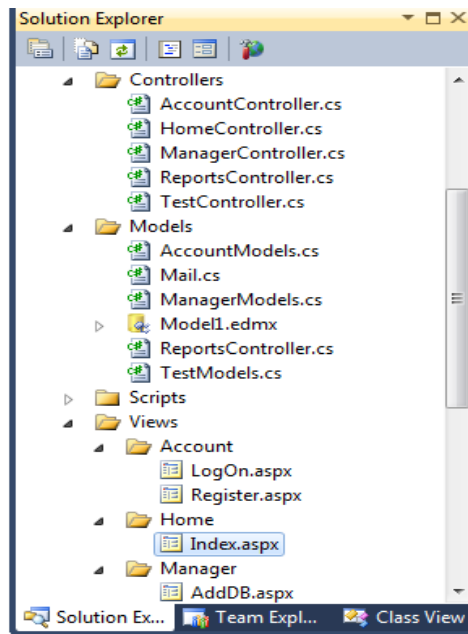 Solution Explorer
Controllers
AccountController.cs
HomeController.cs
ManagerController.cs
ReportsController.cs
TestController.cs
Models
AccountModels.cs
Mail.cs
ManagerModels.cs
Model1.edmx
ReportsController.cs
TestModels.cs
Scripts
Views
Account
LogOn.aspx
Register.aspx
Home
Index.aspx
Manager
AddDB.aspx
Solution Ex... Team Expl... Class View